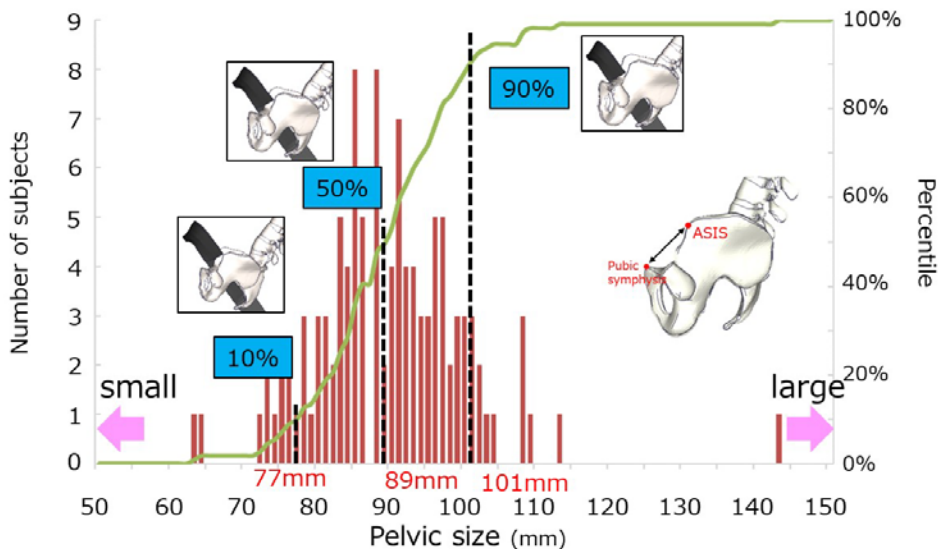 9
8
7
6
5
4
3
2
1
0
Number of subjects
100%
80%
60%
40%
20%
0%
Percentile
90%
50%
10%
ASIS
Pubic
symphysis
small
large
77mm
89mm
101mm
50
60
70
80
90
100
110
120
130
140
150
Pelvic size (mm)